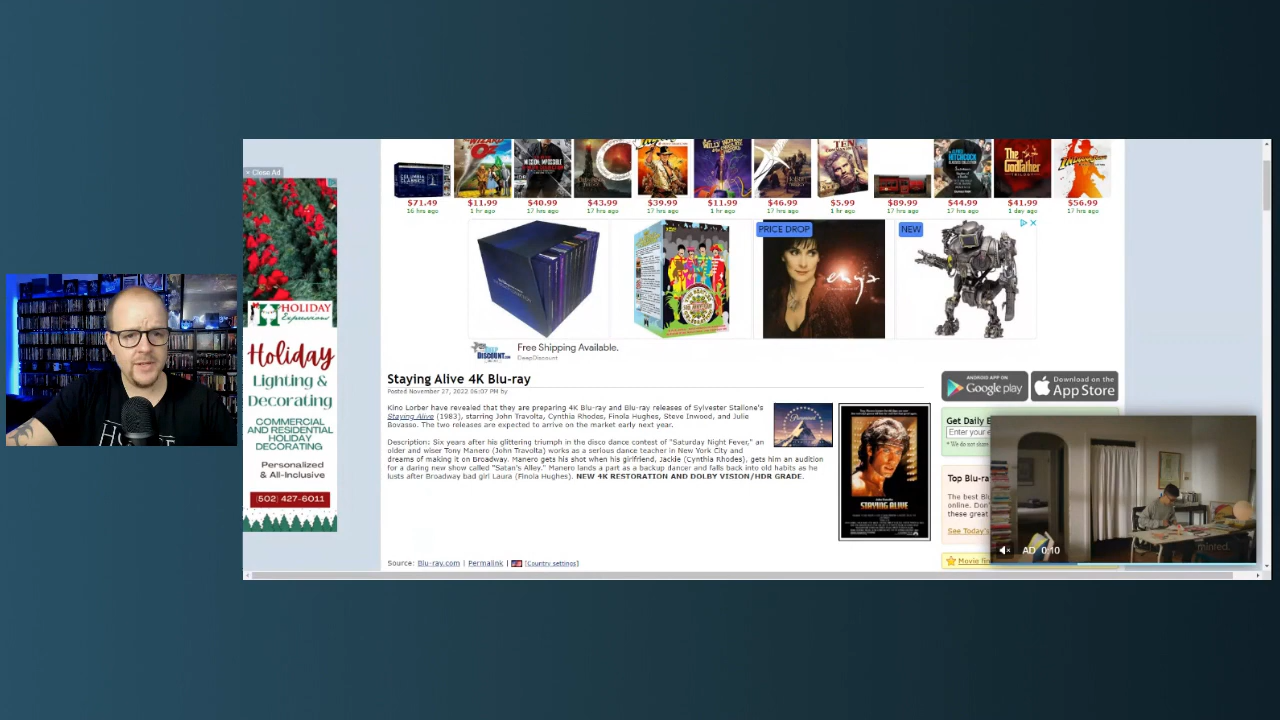 $71.49 $11.99 $40.99 $43.99 $39.99 $11.99 $46.99 $5.99 $89.99 $44.99 $41.99 $56.99
16 hrs ago 1 hr ago 17 hrs ago 17 hrs ago 17 hrs ago 1 hr ago 17 hrs ago 1 hr ago 17 hrs ago 17 hrs ago 1 day ago 17 hrs ago
× Close Ad
PRICE DROP
NEW
enya
Free Shipping Available.
DeepDiscount
HOLIDAY
Expressions
Holiday
Lighting &
Decorating
COMMERCIAL
AND RESIDENTIAL
HOLIDAY
DECORATING
Personalized
& All-Inclusive
(502) 427-6011
Staying Alive 4K Blu-ray
Posted November 27, 2022 06:07 PM by
Kino Lorber have revealed that they are preparing 4K Blu-ray and Blu-ray releases of Sylvester Stallone's
Staying Alive (1983), starring John Travolta, Cynthia Rhodes, Finola Hughes, Steve Inwood, and Julie
Bovasso. The two releases are expected to arrive on the market early next year.
Description: Six years after his glittering triumph in the disco dance contest of "Saturday Night Fever," an
older and wiser Tony Manero (John Travolta) works as a serious dance teacher in New York City and
dreams of making it on Broadway. Manero gets his shot when his girlfriend, Jackie (Cynthia Rhodes), gets him an audition
for a daring new show called "Satan's Alley." Manero lands a part as a backup dancer and falls back into old habits as he
lusts after Broadway bad girl Laura (Finola Hughes). NEW 4K RESTORATION AND DOLBY VISION/HDR GRADE.
Paramount
STAYING ALIVE
Source: Blu-ray.com | Permalink | [Country settings]
ANDROID APP ON
Google play
Download on the
App Store
Get Daily
Enter your
* We do not
Top Blu-ra
The best Bl
online. Don'
these great
See Today's
Movie fin
AD 0:10
minted.